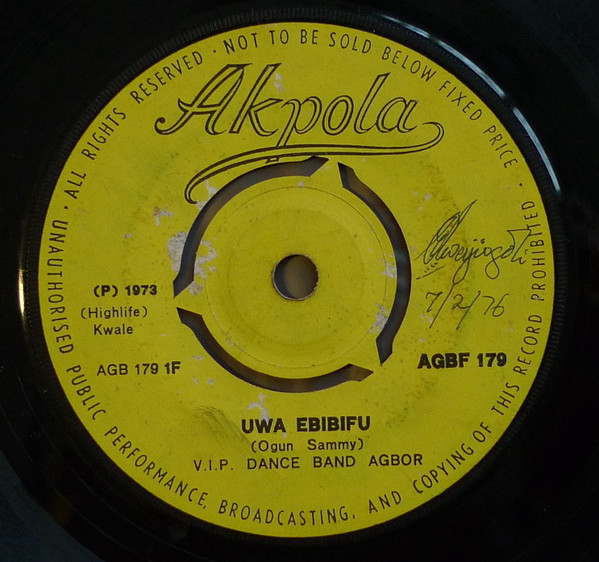 UNAUTHORISED PUBLIC PERFORMANCE, BROADCASTING, AND COPYING OF THIS RECORD PROHIBITED · ALL RIGHTS RESERVED · NOT TO BE SOLD BELOW FIXED PRICE ·
Akpola
7/2/76
(P) 1973
(Highlife)
Kwale
AGB 179 1F
AGBF 179
UWA EBIBIFU
(Ogun Sammy)
V.I.P. DANCE BAND AGBOR